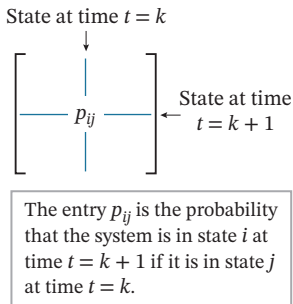 State at time t = k
p_ij
State at time
t = k + 1
The entry p_ij is the probability
that the system is in state i at
time t = k + 1 if it is in state j
at time t = k.